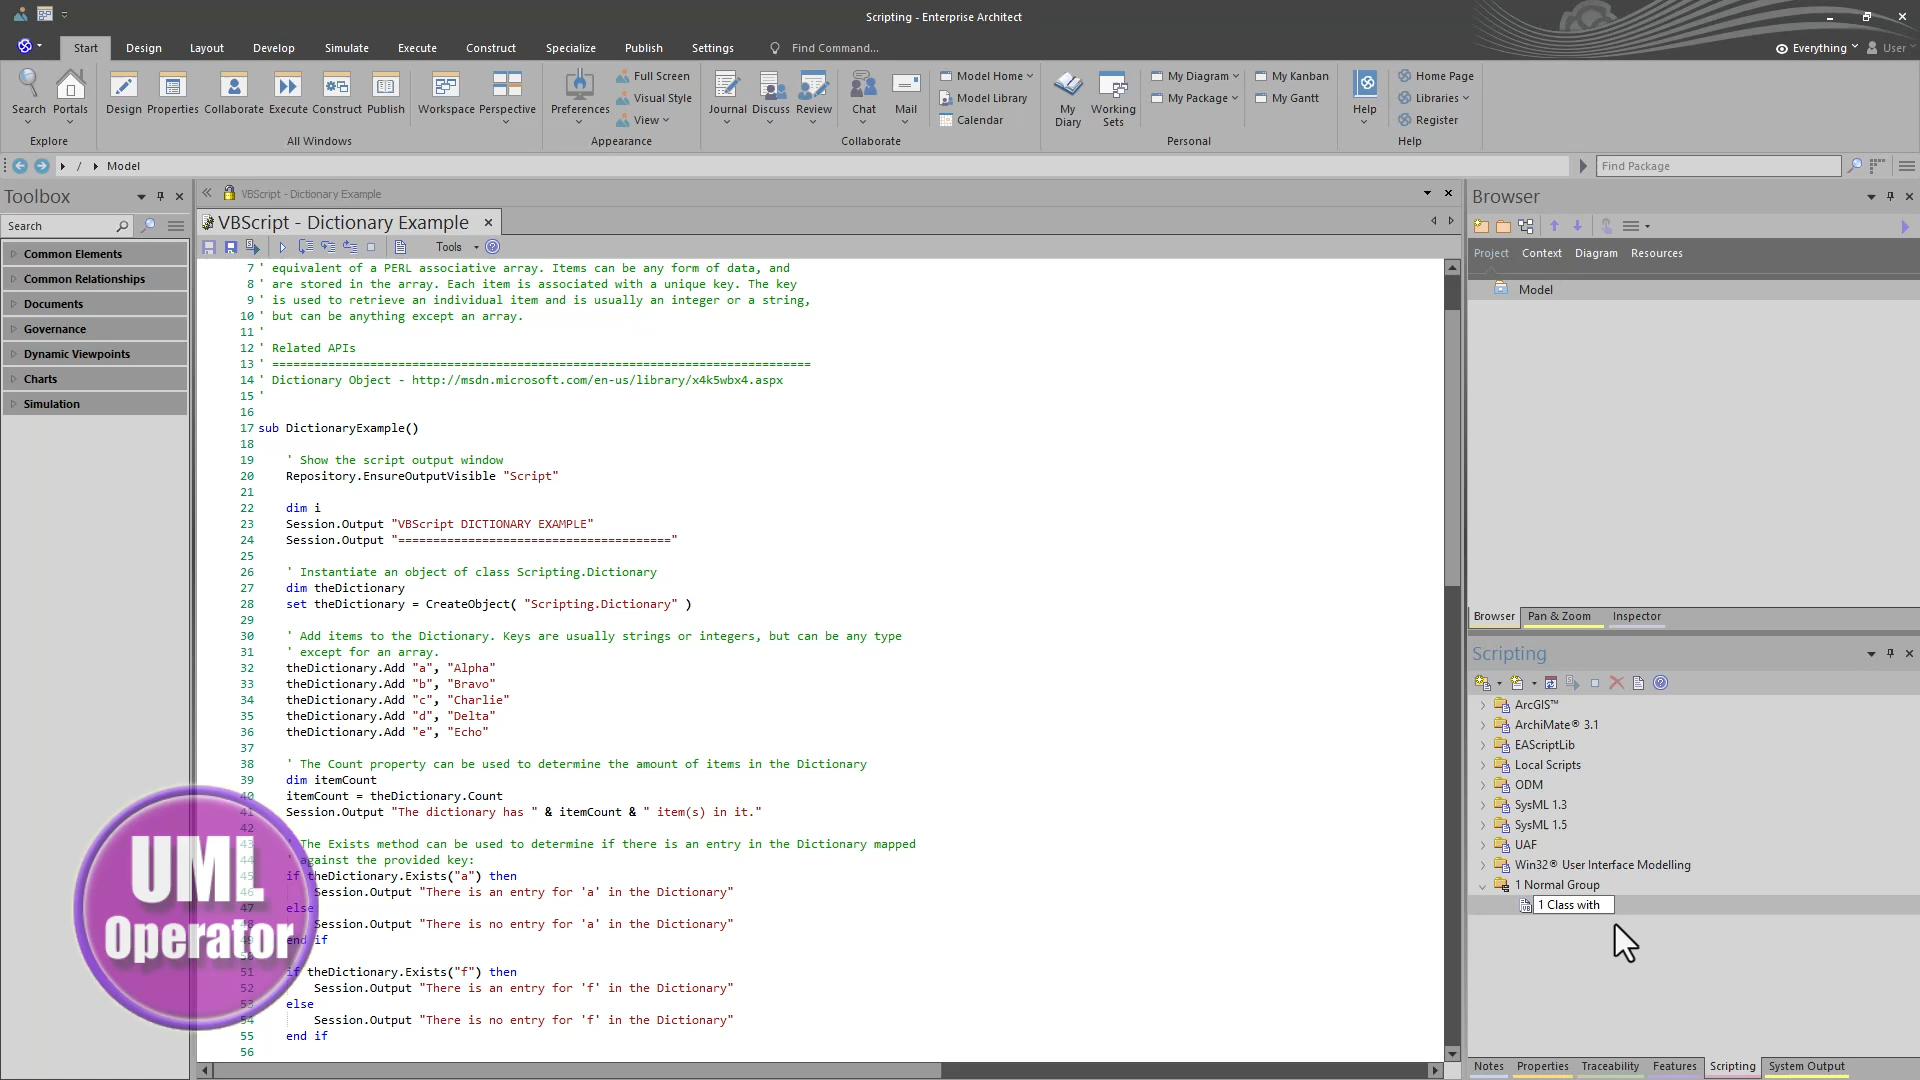 Scripting - Enterprise Architect
Start Design Layout Develop Simulate Execute Construct Specialize Publish Settings Find Command... Everything User
Search Portals Design Properties Collaborate Execute Construct Publish Workspace Perspective Preferences Full Screen Visual Style View Journal Discuss Review Chat Mail Model Home Model Library Calendar My Diary Working Sets My Diagram My Package My Kanban My Gantt Help Home Page Libraries Register
Explore All Windows Appearance Collaborate Personal Help
/ Model Find Package
Toolbox
Search
Common Elements
Common Relationships
Documents
Governance
Dynamic Viewpoints
Charts
Simulation
VBScript - Dictionary Example
VBScript - Dictionary Example
Tools
7 ' equivalent of a PERL associative array. Items can be any form of data, and
8 ' are stored in the array. Each item is associated with a unique key. The key
9 ' is used to retrieve an individual item and is usually an integer or a string,
10 ' but can be anything except an array.
11 '
12 ' Related APIs
13 ' =============================================================================
14 ' Dictionary Object - http://msdn.microsoft.com/en-us/library/x4k5wbx4.aspx
15 '
16
17 sub DictionaryExample()
18
19 ' Show the script output window
20 Repository.EnsureOutputVisible "Script"
21
22 dim i
23 Session.Output "VBScript DICTIONARY EXAMPLE"
24 Session.Output "======================================="
25
26 ' Instantiate an object of class Scripting.Dictionary
27 dim theDictionary
28 set theDictionary = CreateObject( "Scripting.Dictionary" )
29
30 ' Add items to the Dictionary. Keys are usually strings or integers, but can be any type
31 ' except for an array.
32 theDictionary.Add "a", "Alpha"
33 theDictionary.Add "b", "Bravo"
34 theDictionary.Add "c", "Charlie"
35 theDictionary.Add "d", "Delta"
36 theDictionary.Add "e", "Echo"
37
38 ' The Count property can be used to determine the amount of items in the Dictionary
39 dim itemCount
40 itemCount = theDictionary.Count
41 Session.Output "The dictionary has " & itemCount & " item(s) in it."
42
43 ' The Exists method can be used to determine if there is an entry in the Dictionary mapped
44 ' against the provided key:
45 if theDictionary.Exists("a") then
46 Session.Output "There is an entry for 'a' in the Dictionary"
47 else
48 Session.Output "There is no entry for 'a' in the Dictionary"
49 end if
50
51 if theDictionary.Exists("f") then
52 Session.Output "There is an entry for 'f' in the Dictionary"
53 else
54 Session.Output "There is no entry for 'f' in the Dictionary"
55 end if
56
UML
Operator
Browser
Project Context Diagram Resources
Model
Browser Pan & Zoom Inspector
Scripting
ArcGIS™
ArchiMate® 3.1
EAScriptLib
Local Scripts
ODM
SysML 1.3
SysML 1.5
UAF
Win32® User Interface Modelling
1 Normal Group
1 Class with
Notes Properties Traceability Features Scripting System Output